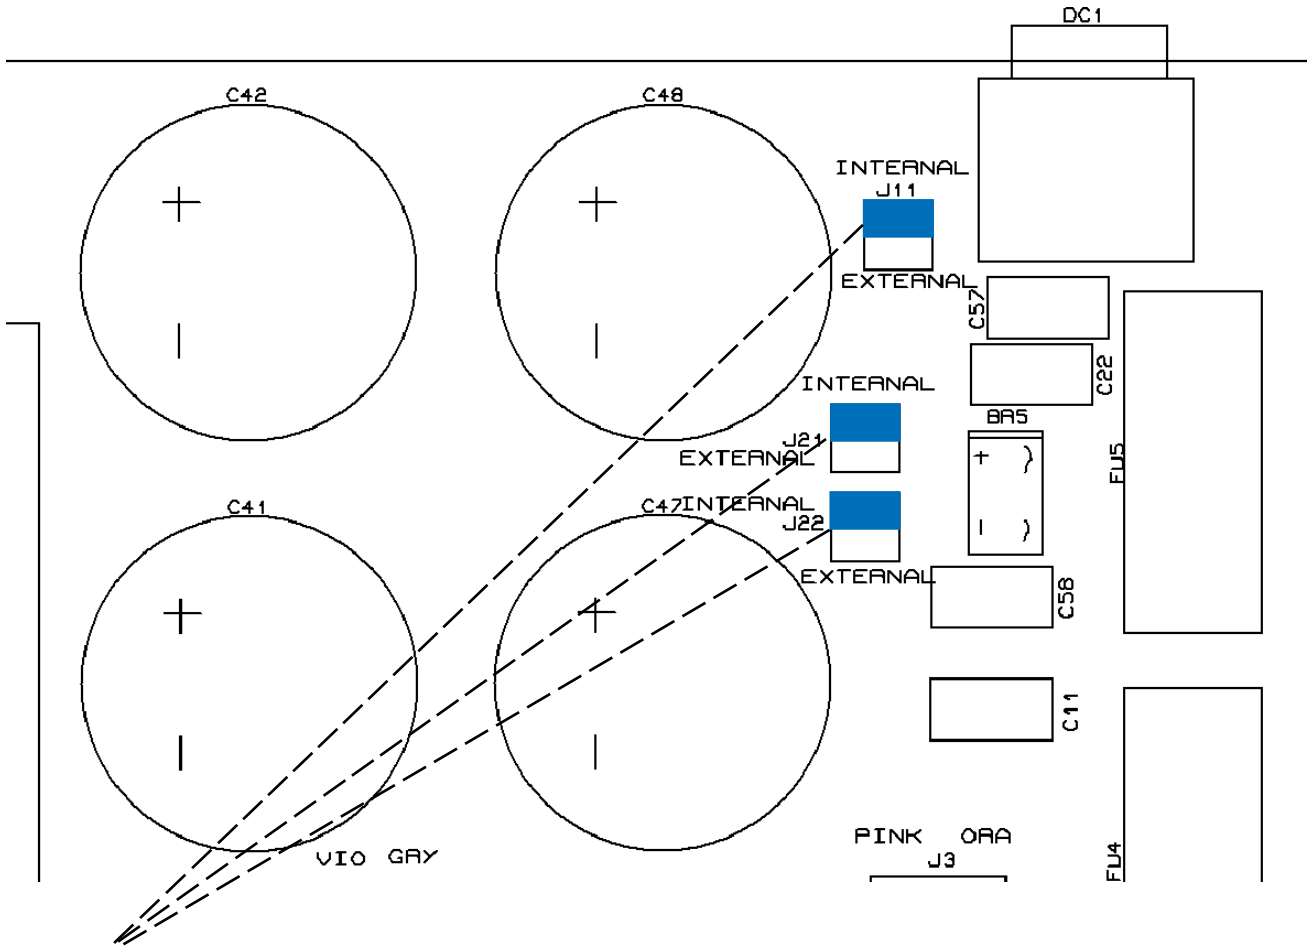 DC1
C42
C48
INTERNAL
J11
EXTERNAL
C57
INTERNAL
C22
BR5
J21
EXTERNAL
FU5
C41
C47
INTERNAL
J22
EXTERNAL
C58
C11
PINK ORA
VIO GRY
J3
FU4